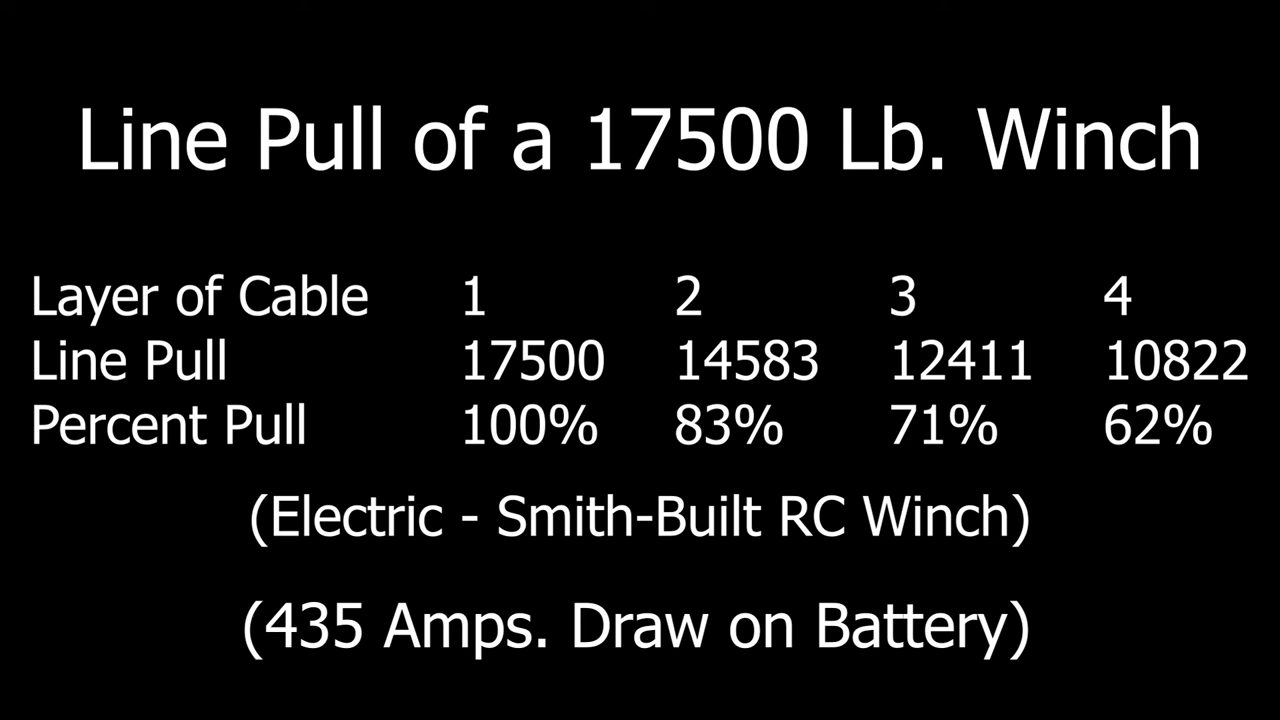 Line Pull of a 17500 Lb. Winch
Layer of Cable 1 2 3 4
Line Pull 17500 14583 12411 10822
Percent Pull 100% 83% 71% 62%
(Electric - Smith-Built RC Winch)
(435 Amps. Draw on Battery)